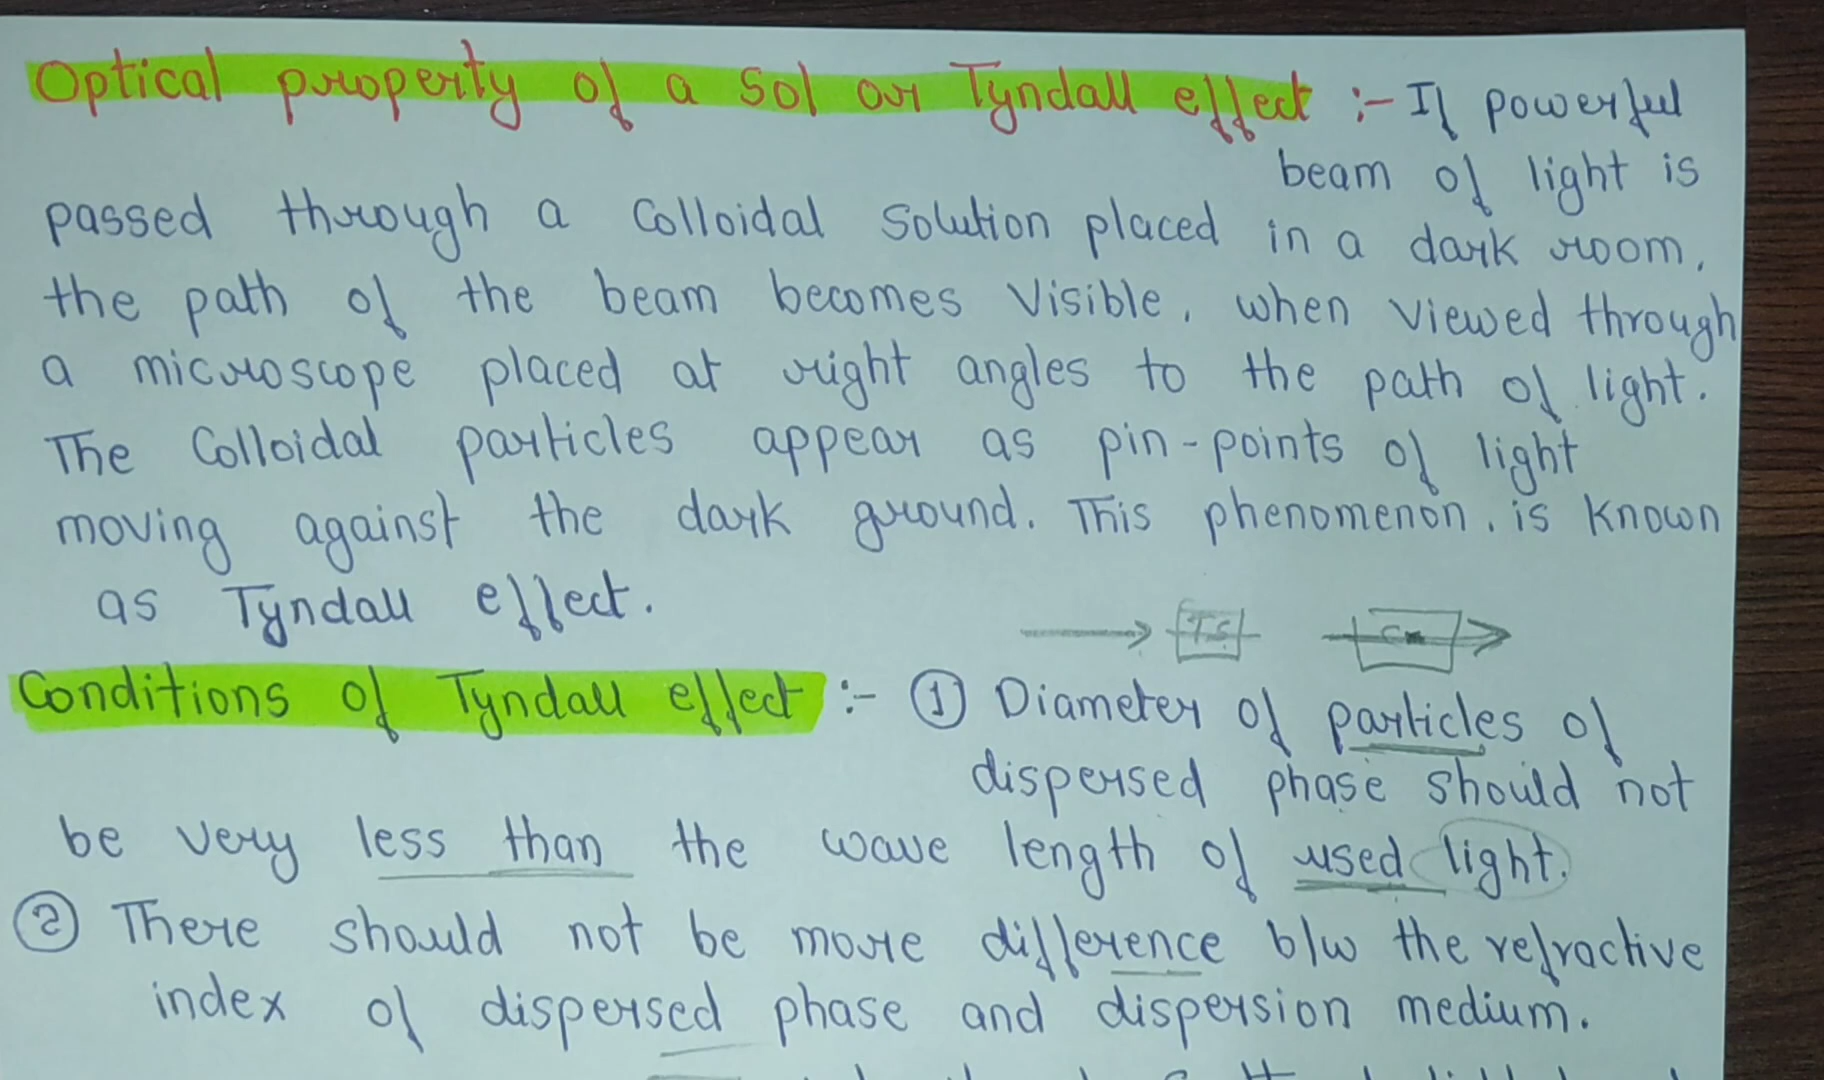 Optical property of a Sol or Tyndall effect :- If powerful
beam of light is
passed through a Colloidal Solution placed in a dark room,
the path of the beam becomes Visible, when viewed through
a microscope placed at right angles to the path of light.
The Colloidal particles appear as pin-points of light
moving against the dark ground. This phenomenon. is known
as Tyndall effect.
T.S
Conditions of Tyndall effect :- ① Diameter of particles of
dispersed phase should not
be very less than the wave length of used light.
② There should not be more difference b/w the refractive
index of dispersed phase and dispersion medium.